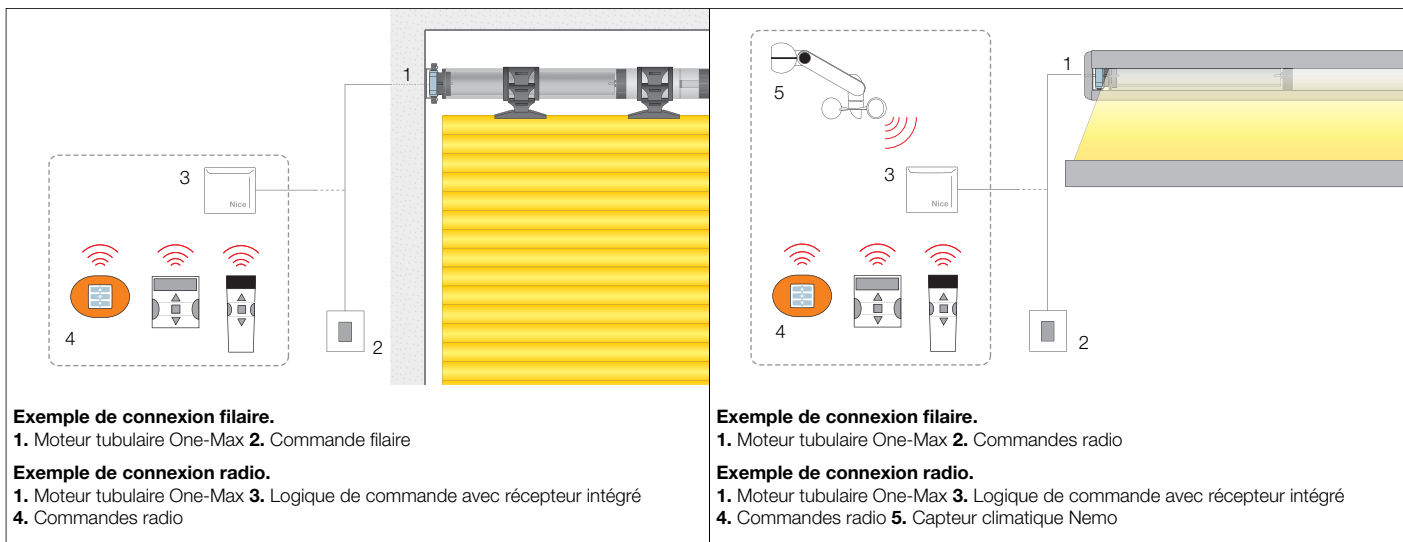 1
3
Nice
4
2
Exemple de connexion filaire.
1. Moteur tubulaire One-Max 2. Commande filaire
Exemple de connexion radio.
1. Moteur tubulaire One-Max 3. Logique de commande avec récepteur intégré
4. Commandes radio
5
1
3
Nice
4
2
Exemple de connexion filaire.
1. Moteur tubulaire One-Max 2. Commandes radio
Exemple de connexion radio.
1. Moteur tubulaire One-Max 3. Logique de commande avec récepteur intégré
4. Commandes radio 5. Capteur climatique Nemo